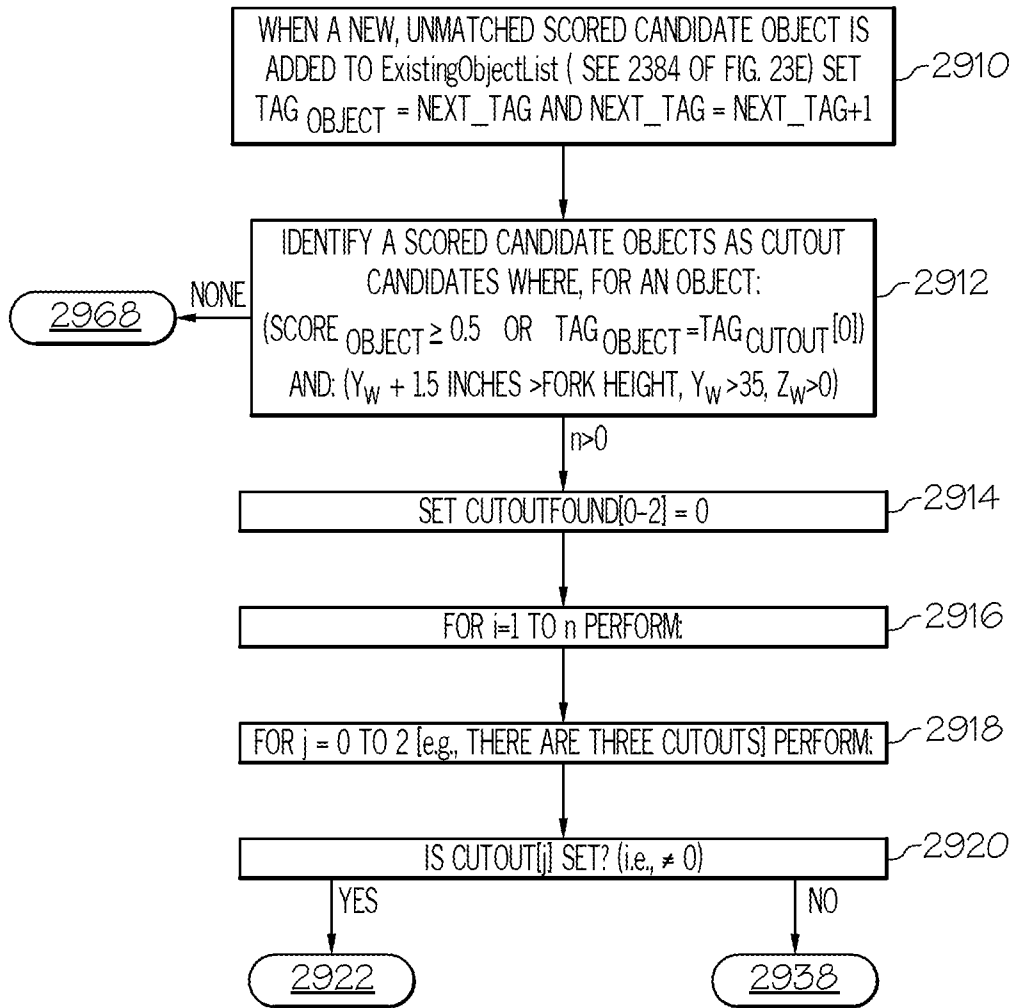 WHEN A NEW, UNMATCHED SCORED CANDIDATE OBJECT IS
ADDED TO ExistingObjectList ( SEE 2384 OF FIG. 23E) SET
TAG OBJECT = NEXT_TAG AND NEXT_TAG = NEXT_TAG+1
2910
IDENTIFY A SCORED CANDIDATE OBJECTS AS CUTOUT
CANDIDATES WHERE, FOR AN OBJECT:
(SCORE OBJECT ≥ 0.5 OR TAG OBJECT =TAG CUTOUT [0])
AND: (YW + 1.5 INCHES >FORK HEIGHT, YW >35, ZW>0)
2912
NONE
2968
n>0
SET CUTOUTFOUND[0-2] = 0
2914
FOR i=1 TO n PERFORM:
2916
FOR j = 0 TO 2 [e.g., THERE ARE THREE CUTOUTS] PERFORM:
2918
IS CUTOUT[j] SET? (i.e., ≠ 0)
2920
YES
NO
2922
2938